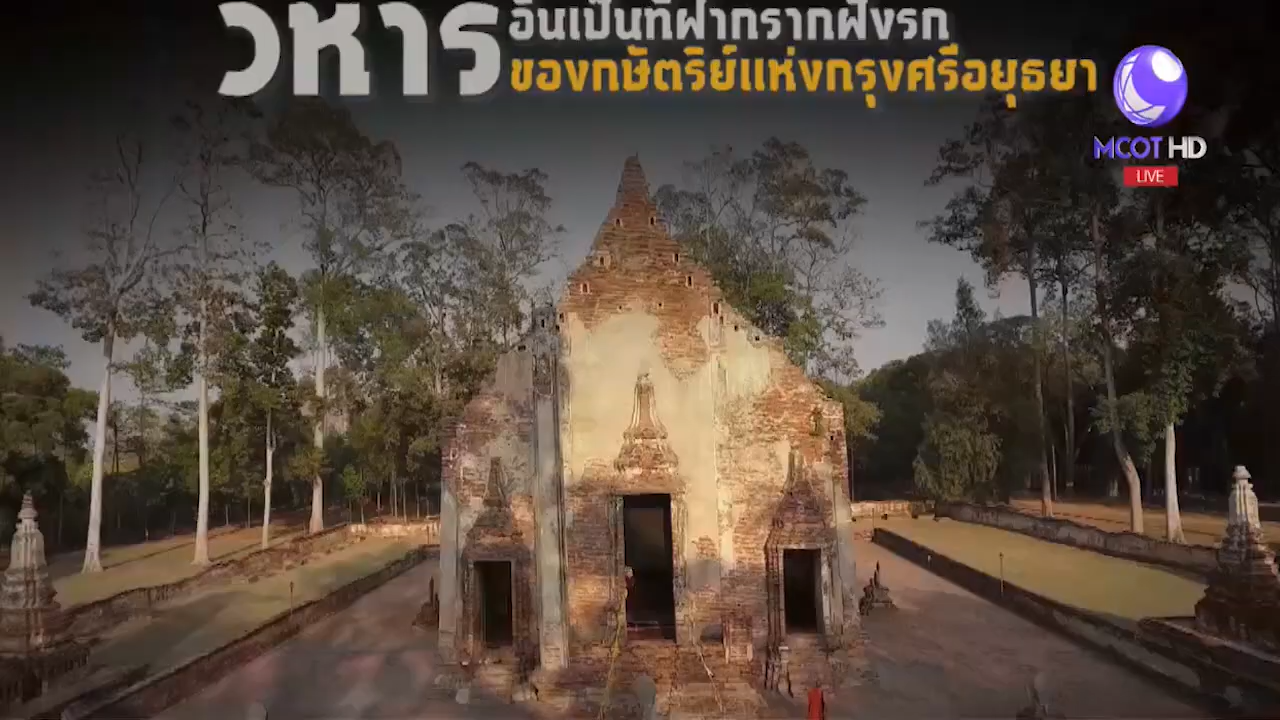 วิหาร
อันเป็นที่ฝากรากฝังรก
ของกษัตริย์แห่งกรุงศรีอยุธยา
MCOT HD
LIVE